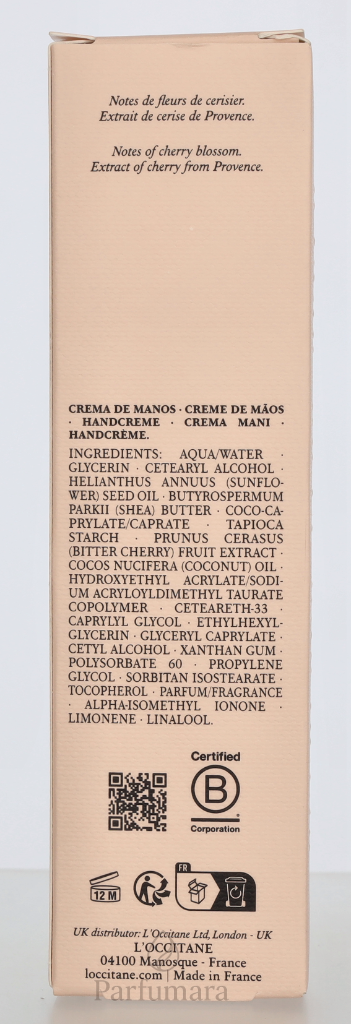 Notes de fleurs de cerisier.
Extrait de cerise de Provence.
Notes of cherry blossom.
Extract of cherry from Provence.
CREMA DE MANOS · CREME DE MÃOS
· HANDCREME · CREMA MANI ·
HANDCRÈME.
INGREDIENTS: AQUA/WATER ·
GLYCERIN · CETEARYL ALCOHOL ·
HELIANTHUS ANNUUS (SUNFLO-
WER) SEED OIL · BUTYROSPERMUM
PARKII (SHEA) BUTTER · COCO-CA-
PRYLATE/CAPRATE · TAPIOCA
STARCH · PRUNUS CERASUS
(BITTER CHERRY) FRUIT EXTRACT ·
COCOS NUCIFERA (COCONUT) OIL ·
HYDROXYETHYL ACRYLATE/SODI-
UM ACRYLOYLDIMETHYL TAURATE
COPOLYMER · CETEARETH-33 ·
CAPRYLYL GLYCOL · ETHYLHEXYL-
GLYCERIN · GLYCERYL CAPRYLATE ·
CETYL ALCOHOL · XANTHAN GUM ·
POLYSORBATE 60 · PROPYLENE
GLYCOL · SORBITAN ISOSTEARATE ·
TOCOPHEROL · PARFUM/FRAGRANCE
· ALPHA-ISOMETHYL IONONE ·
LIMONENE · LINALOOL.
Certified
B
Corporation
12 M
FR
UK distributor: L'Occitane Ltd, London - UK
L'OCCITANE
04100 Manosque - France
loccitane.com | Made in France
Parfumara